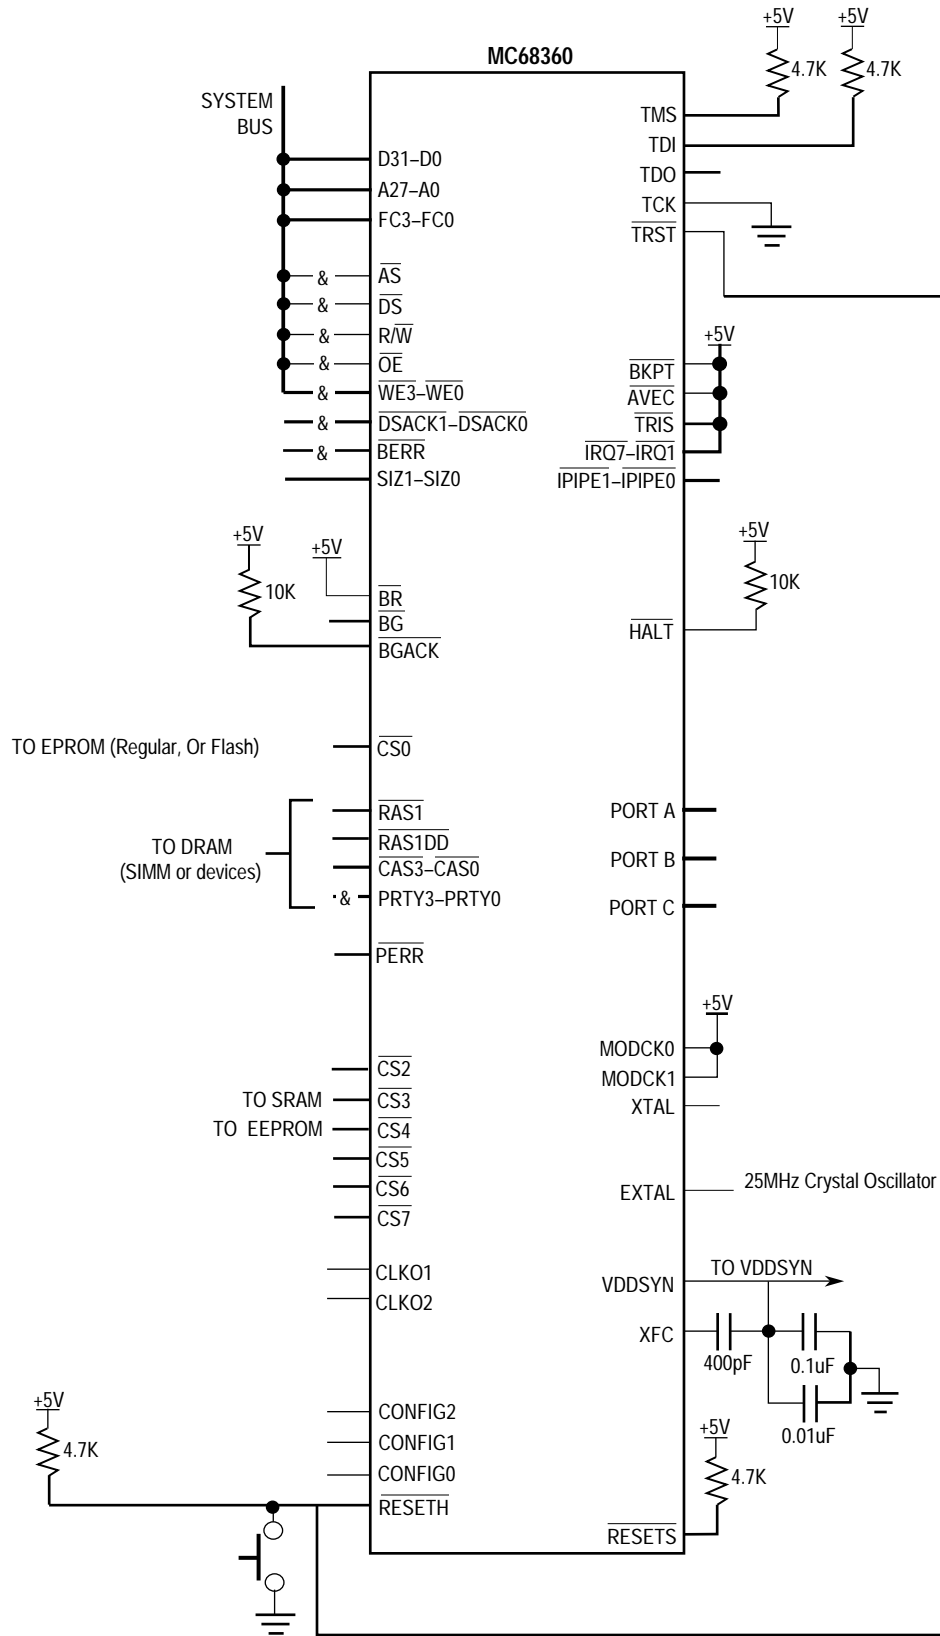 MC68360
SYSTEM
BUS
D31–D0
A27–A0
FC3–FC0
& AS
& DS
& R/W
& OE
& WE3–WE0
& DSACK1–DSACK0
& BERR
SIZ1–SIZ0
+5V
10K
+5V
BR
BG
BGACK
TO EPROM (Regular, Or Flash)
CS0
TO DRAM
(SIMM or devices)
RAS1
RAS1DD
CAS3–CAS0
& PRTY3–PRTY0
PERR
CS2
TO SRAM CS3
TO EEPROM CS4
CS5
CS6
CS7
CLKO1
CLKO2
CONFIG2
CONFIG1
CONFIG0
+5V
4.7K
RESETH
+5V
4.7K
+5V
4.7K
TMS
TDI
TDO
TCK
TRST
+5V
BKPT
AVEC
TRIS
IRQ7–IRQ1
IPIPE1–IPIPE0
+5V
10K
HALT
PORT A
PORT B
PORT C
+5V
MODCK0
MODCK1
XTAL
EXTAL
25MHz Crystal Oscillator
VDDSYN
TO VDDSYN
XFC
400pF
0.1uF
0.01uF
+5V
4.7K
RESETS